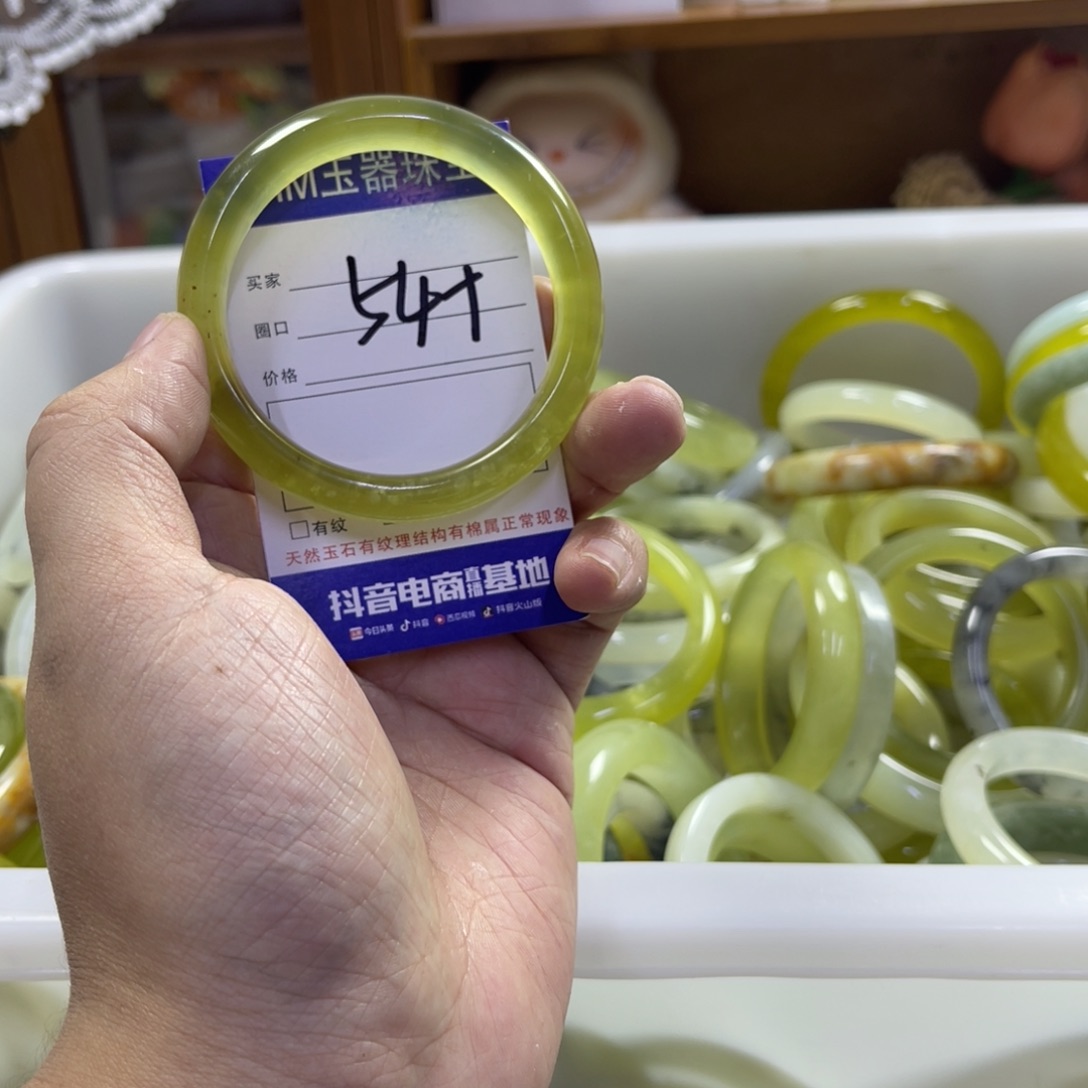 M玉器珠宝
买家
54+
圈口
价格
有纹
天然玉石有纹理结构有棉属正常现象
抖音电商直播基地
今日头条 抖音 西瓜视频 抖音火山版